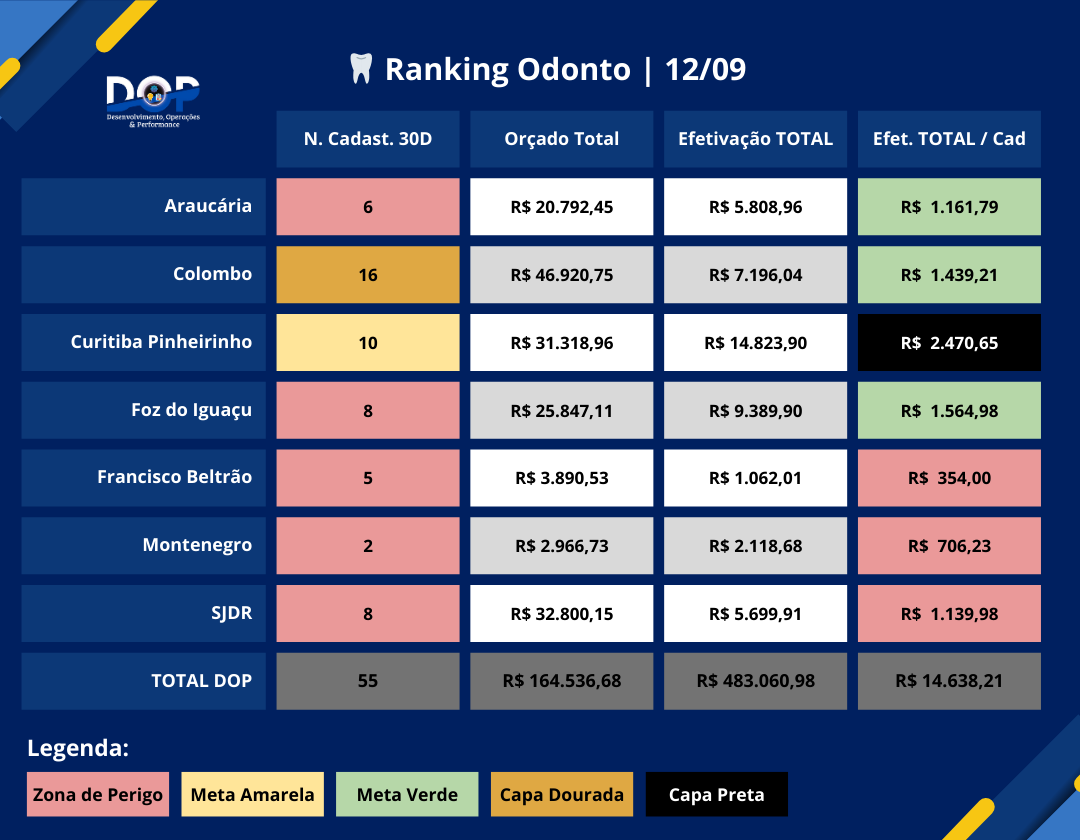 🦷 Ranking Odonto | 12/09
DOP
Desenvolvimento, Operações
& Performance
N. Cadast. 30D Orçado Total Efetivação TOTAL Efet. TOTAL / Cad
Araucária 6 R$ 20.792,45 R$ 5.808,96 R$ 1.161,79
Colombo 16 R$ 46.920,75 R$ 7.196,04 R$ 1.439,21
Curitiba Pinheirinho 10 R$ 31.318,96 R$ 14.823,90 R$ 2.470,65
Foz do Iguaçu 8 R$ 25.847,11 R$ 9.389,90 R$ 1.564,98
Francisco Beltrão 5 R$ 3.890,53 R$ 1.062,01 R$ 354,00
Montenegro 2 R$ 2.966,73 R$ 2.118,68 R$ 706,23
SJDR 8 R$ 32.800,15 R$ 5.699,91 R$ 1.139,98
TOTAL DOP 55 R$ 164.536,68 R$ 483.060,98 R$ 14.638,21
Legenda:
Zona de Perigo Meta Amarela Meta Verde Capa Dourada Capa Preta